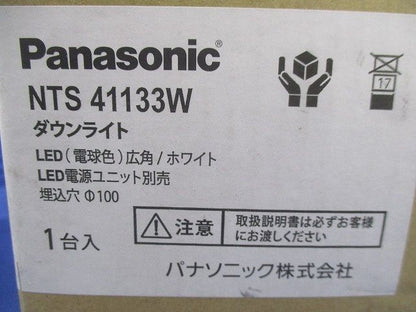 Panasonic®
NTS 41133W
ダウンライト
LED(電球色)広角/ホワイト
LED電源ユニット別売
埋込穴 Φ100
1台入
注意
取扱説明書は必ずお客様
にお渡しください
パナソニック株式会社
17